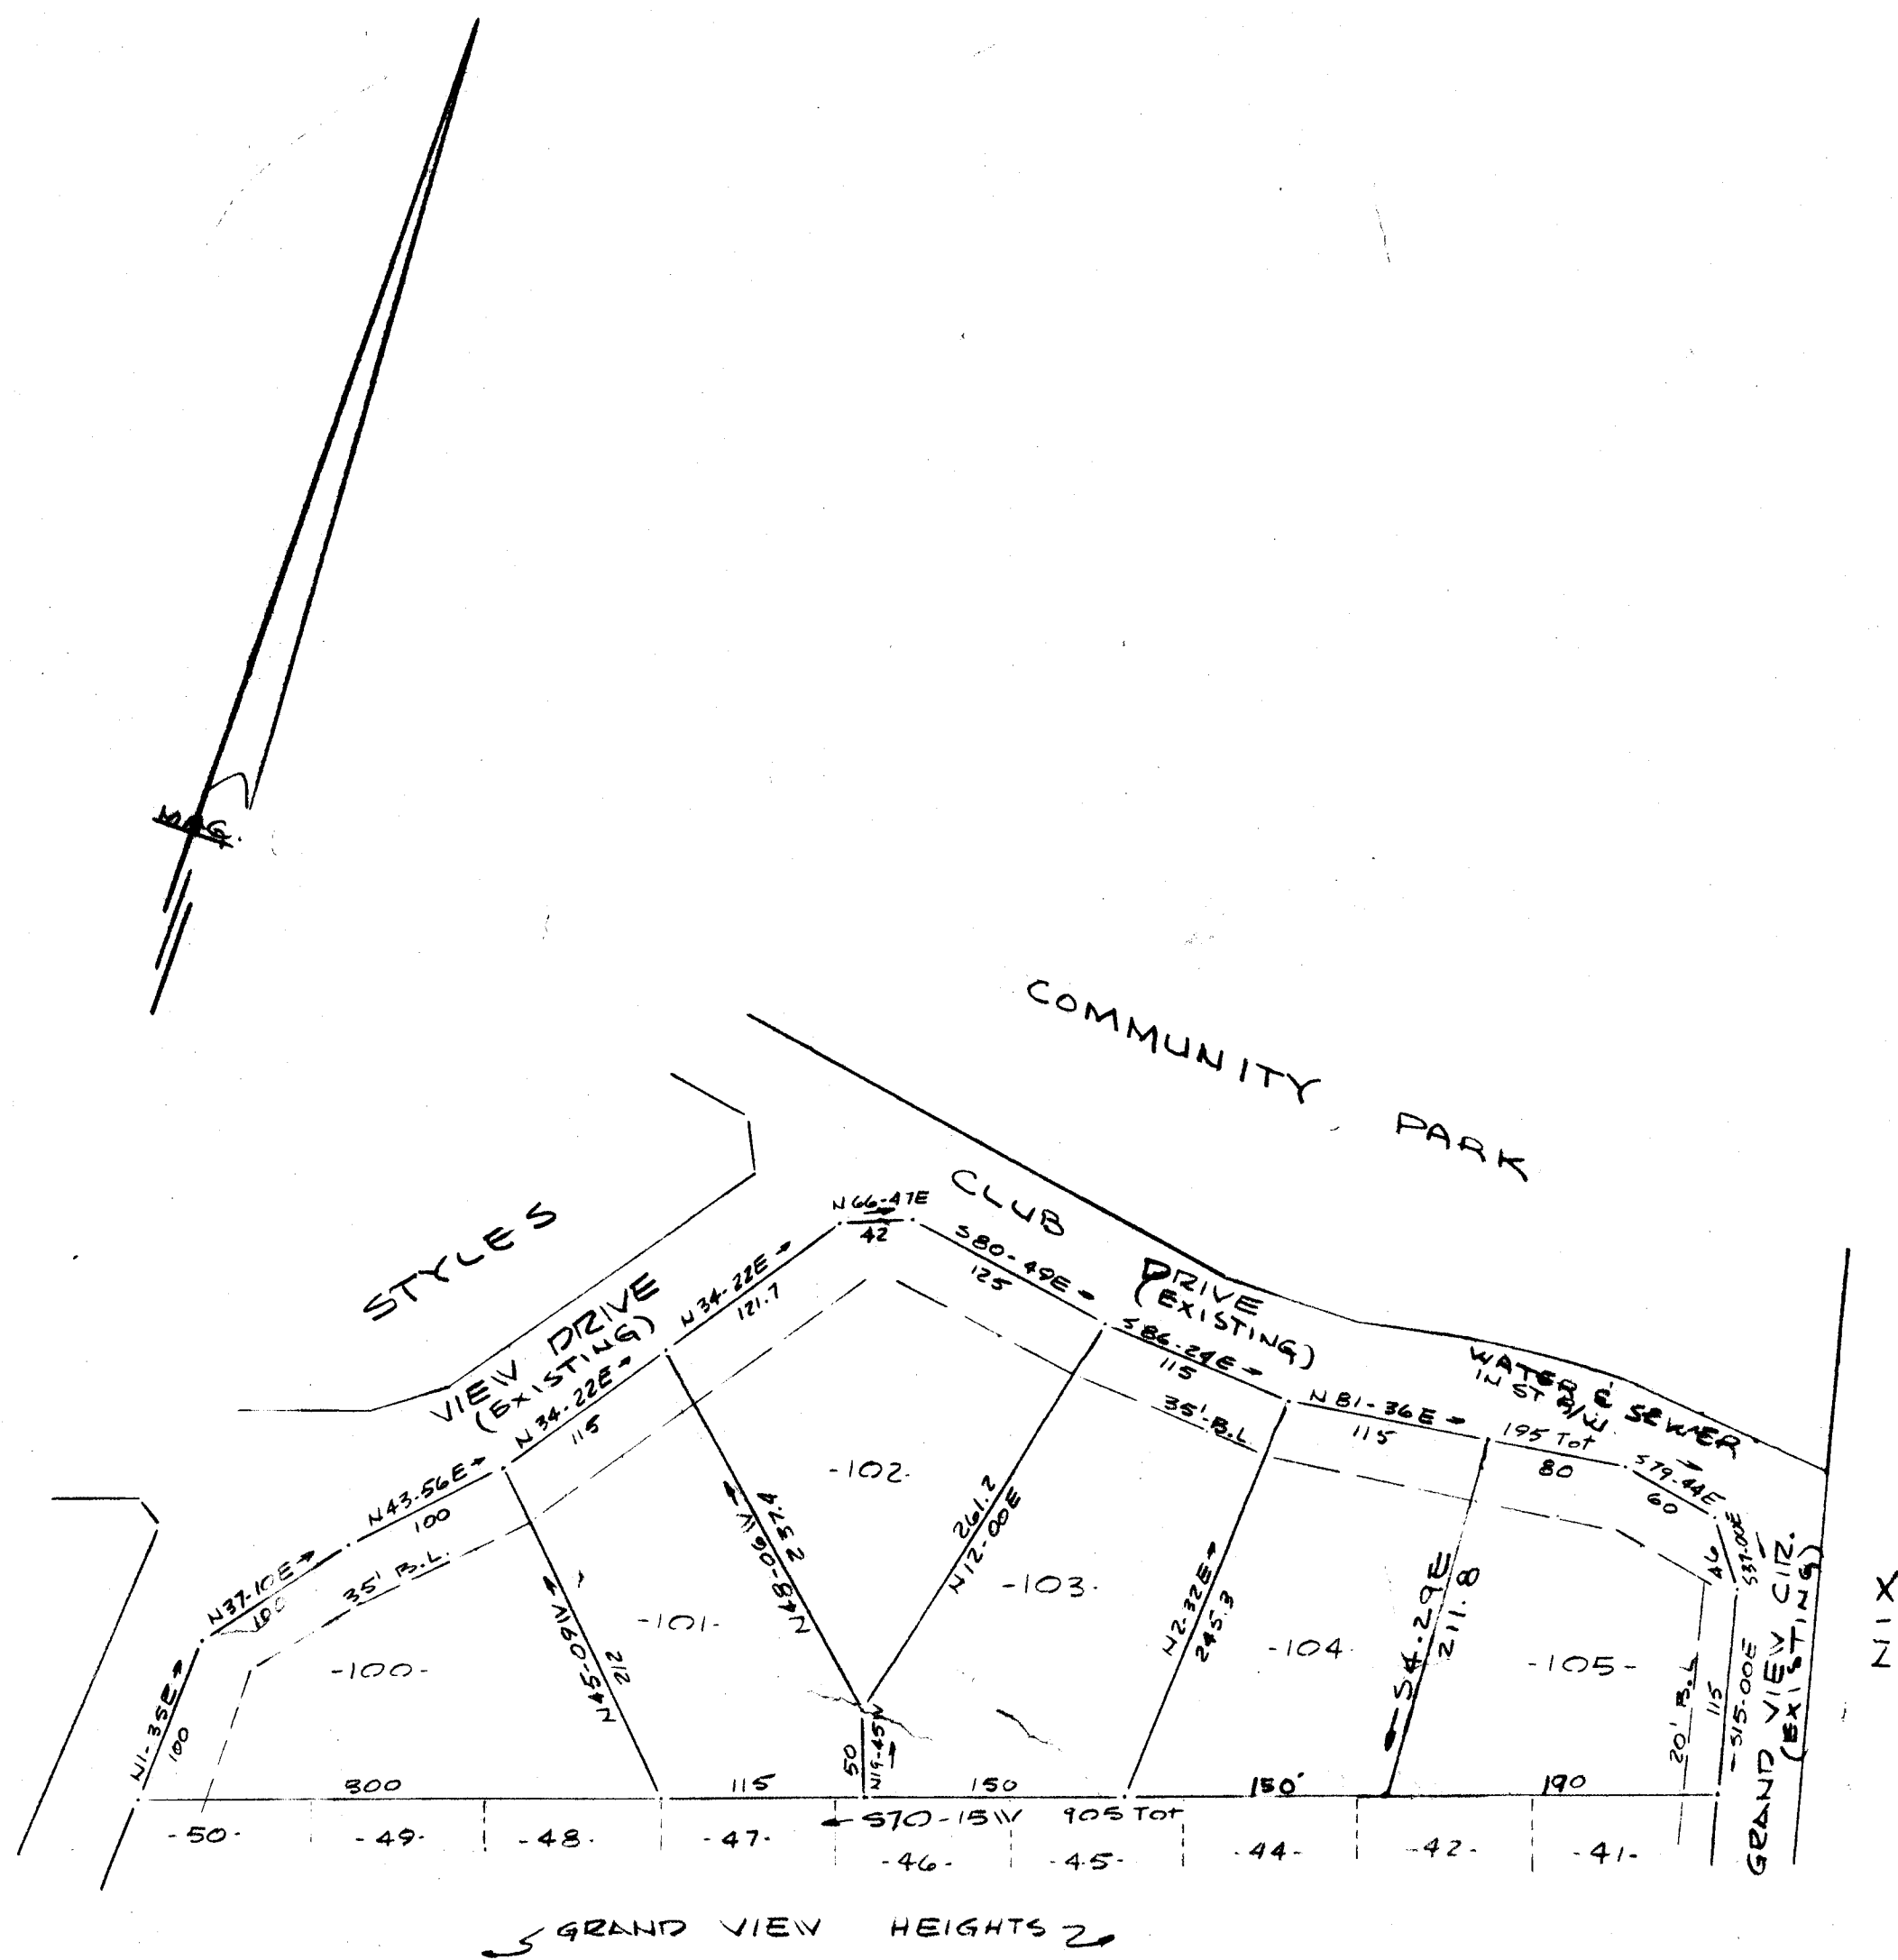 MAG.
COMMUNITY PARK
STYLES
CLUB DRIVE
(EXISTING)
VIEW DRIVE
(EXISTING)
WATER & SEWER
IN ST R/W
N66-47E
42
S80-49E
125
N34-22E
121.7
S86-24E
115
N34-22E
115
N81-36E
115
195 Tot
80
S79-44E
60
N43-56E
100
35' B.L.
N37-10E
100
35' B.L.
46
S37-00E
-102-
237.4
N48-09W
261.2
N12-00E
-103-
-101-
N45-09W
212
N2-32E
245.3
-104-
S4.29E
211.8
-105-
-100-
N1-35E
100
20' B.L
115
S15-00E
GRAND VIEW CIR.
(EXISTING)
NIX
50
N19-45W
300
115
150
150'
190
S70-15W 905 Tot
-50-
-49-
-48-
-47-
-46-
-45-
-44-
-42-
-41-
GRAND VIEW HEIGHTS